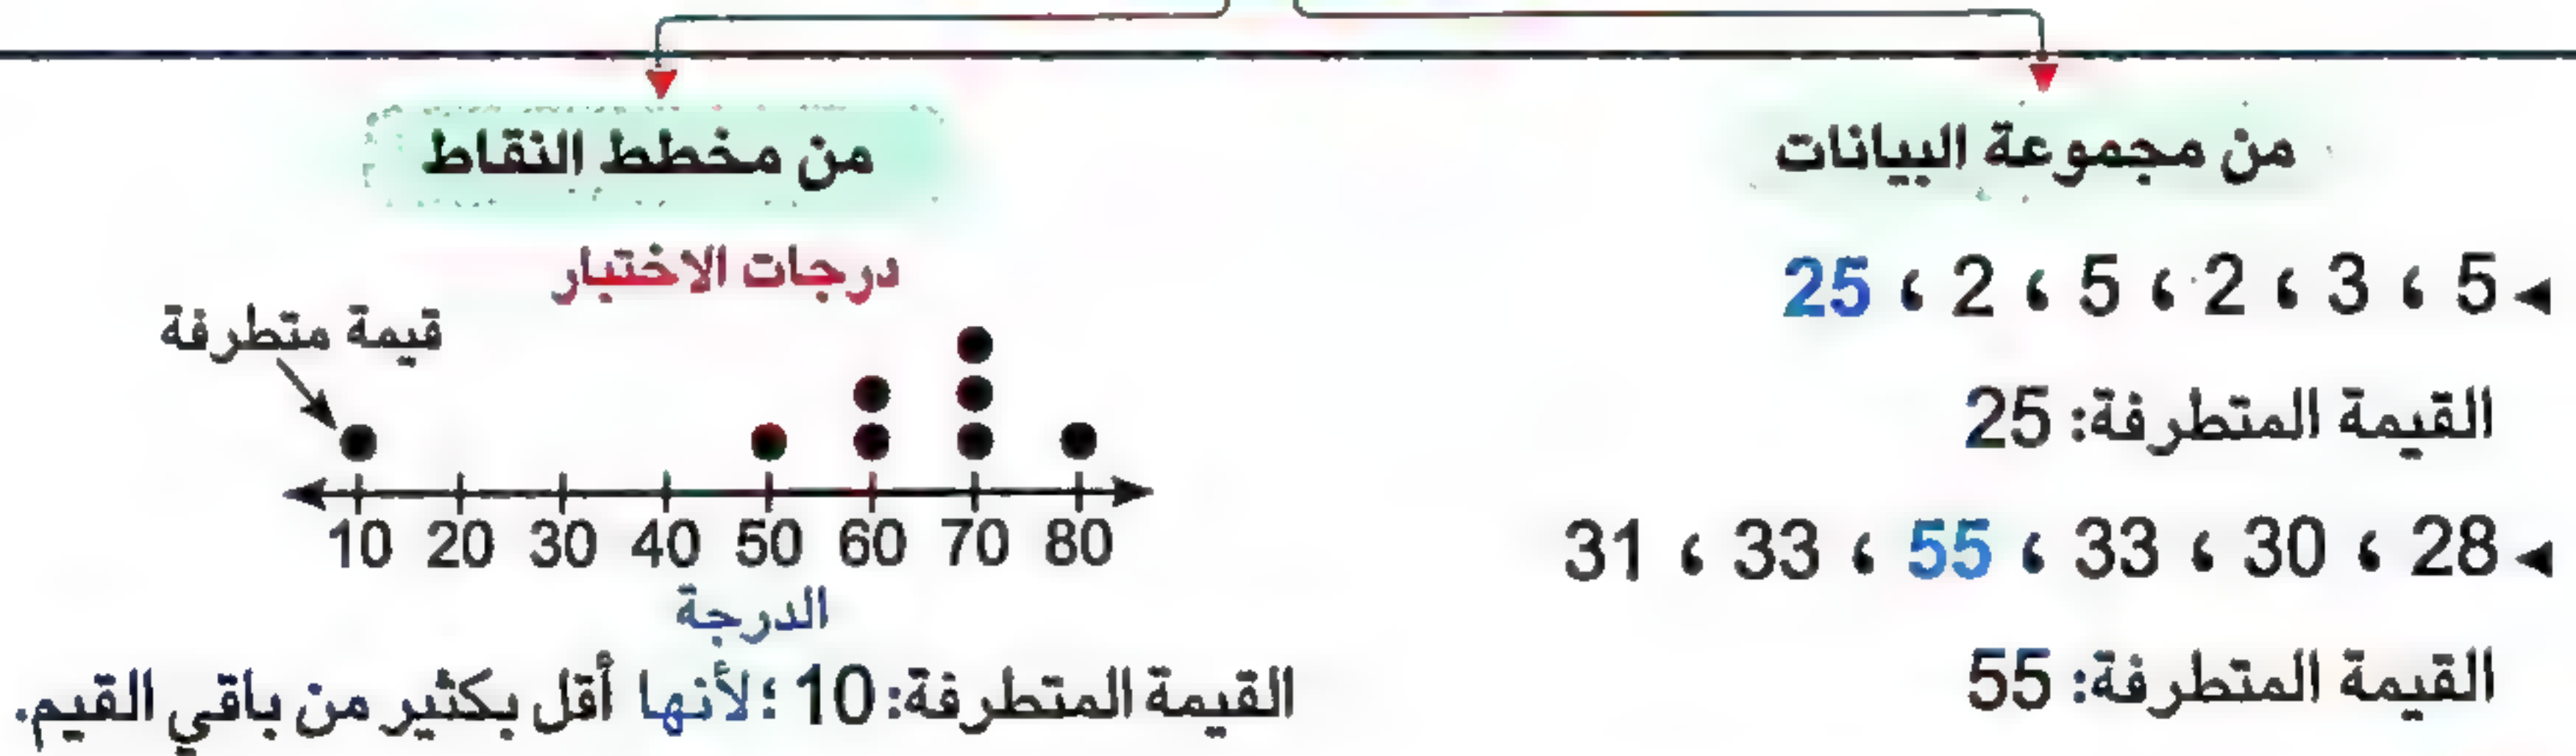 من مجموعة البيانات
◂ 5 ، 3 ، 2 ، 5 ، 2 ، 25
القيمة المتطرفة: 25
◂ 28 ، 30 ، 33 ، 55 ، 33 ، 31
القيمة المتطرفة: 55
من مخطط النقاط
درجات الاختبار
قيمة متطرفة
10 20 30 40 50 60 70 80
الدرجة
القيمة المتطرفة: 10 ؛ لأنها أقل بكثير من باقي القيم.